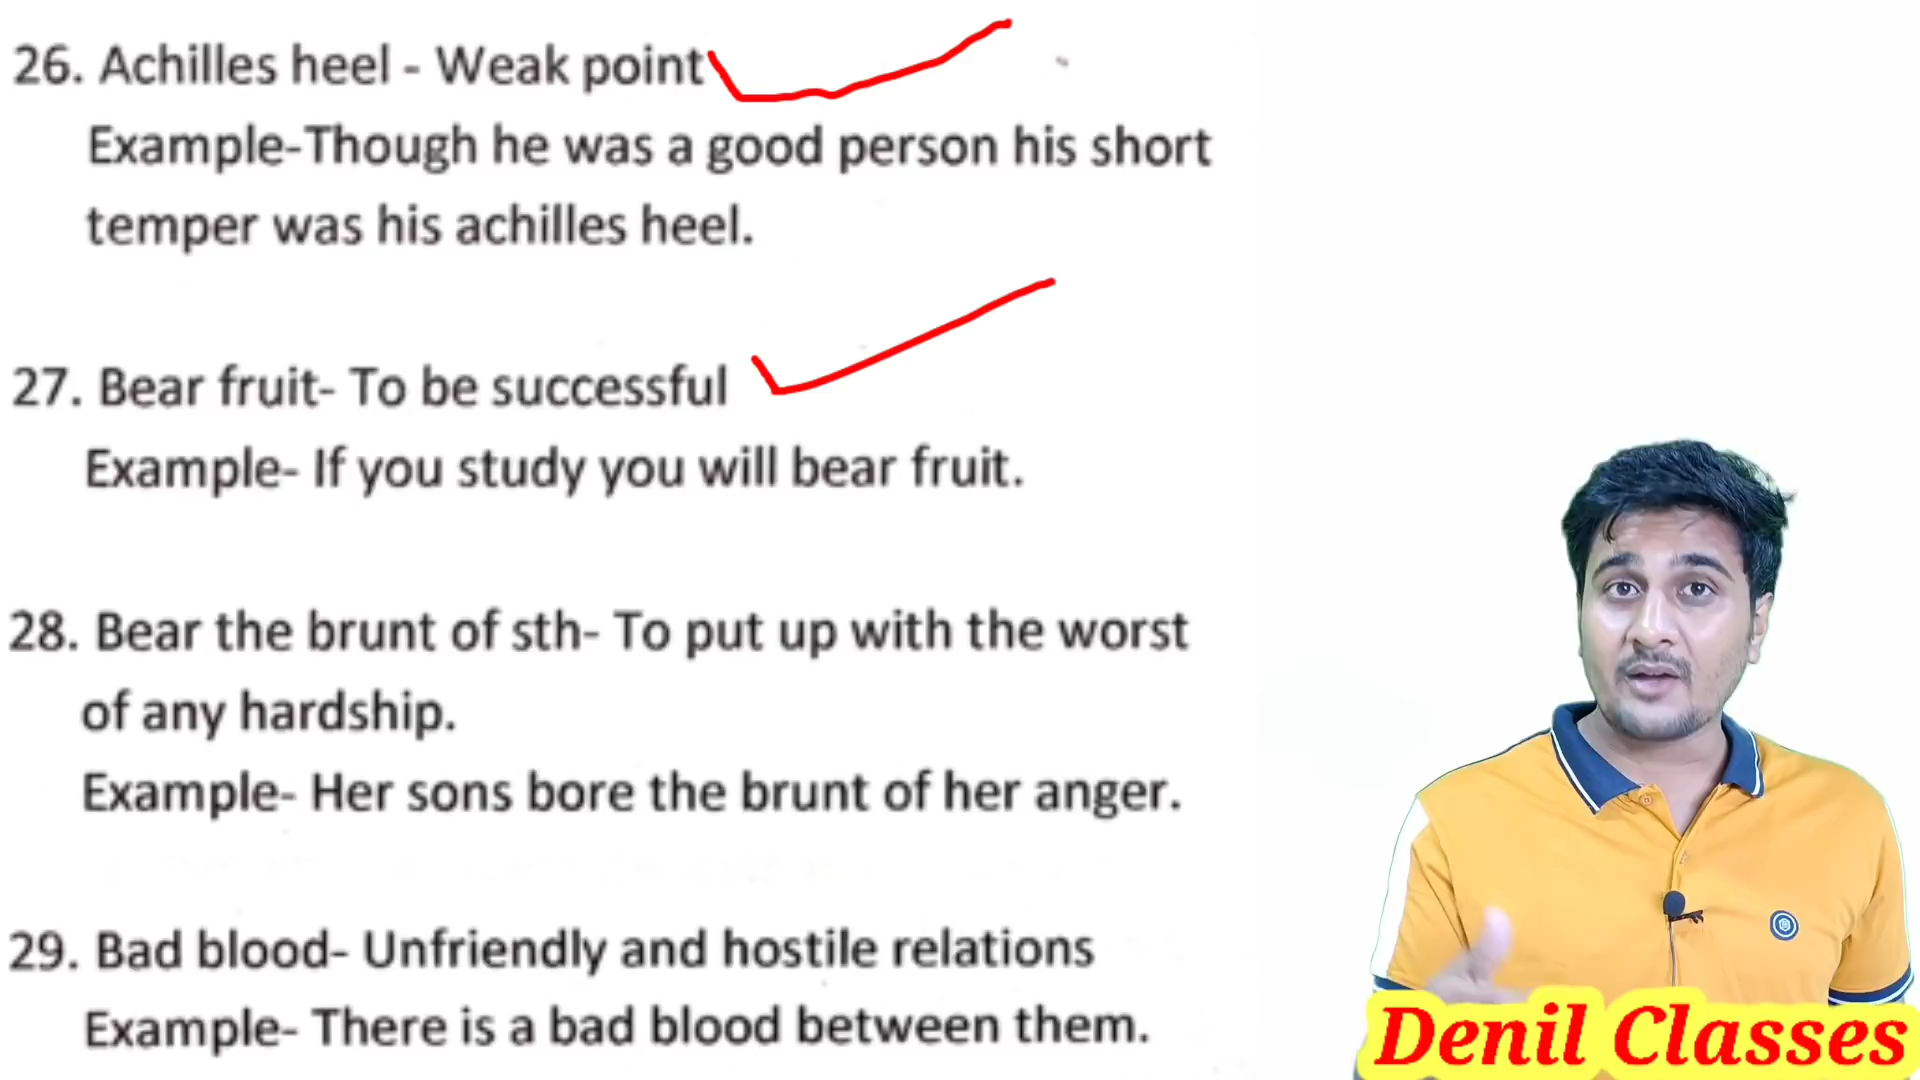 26. Achilles heel - Weak point
Example-Though he was a good person his short
temper was his achilles heel.
27. Bear fruit- To be successful
Example- If you study you will bear fruit.
28. Bear the brunt of sth- To put up with the worst
of any hardship.
Example- Her sons bore the brunt of her anger.
29. Bad blood- Unfriendly and hostile relations
Example- There is a bad blood between them.
Denil Classes